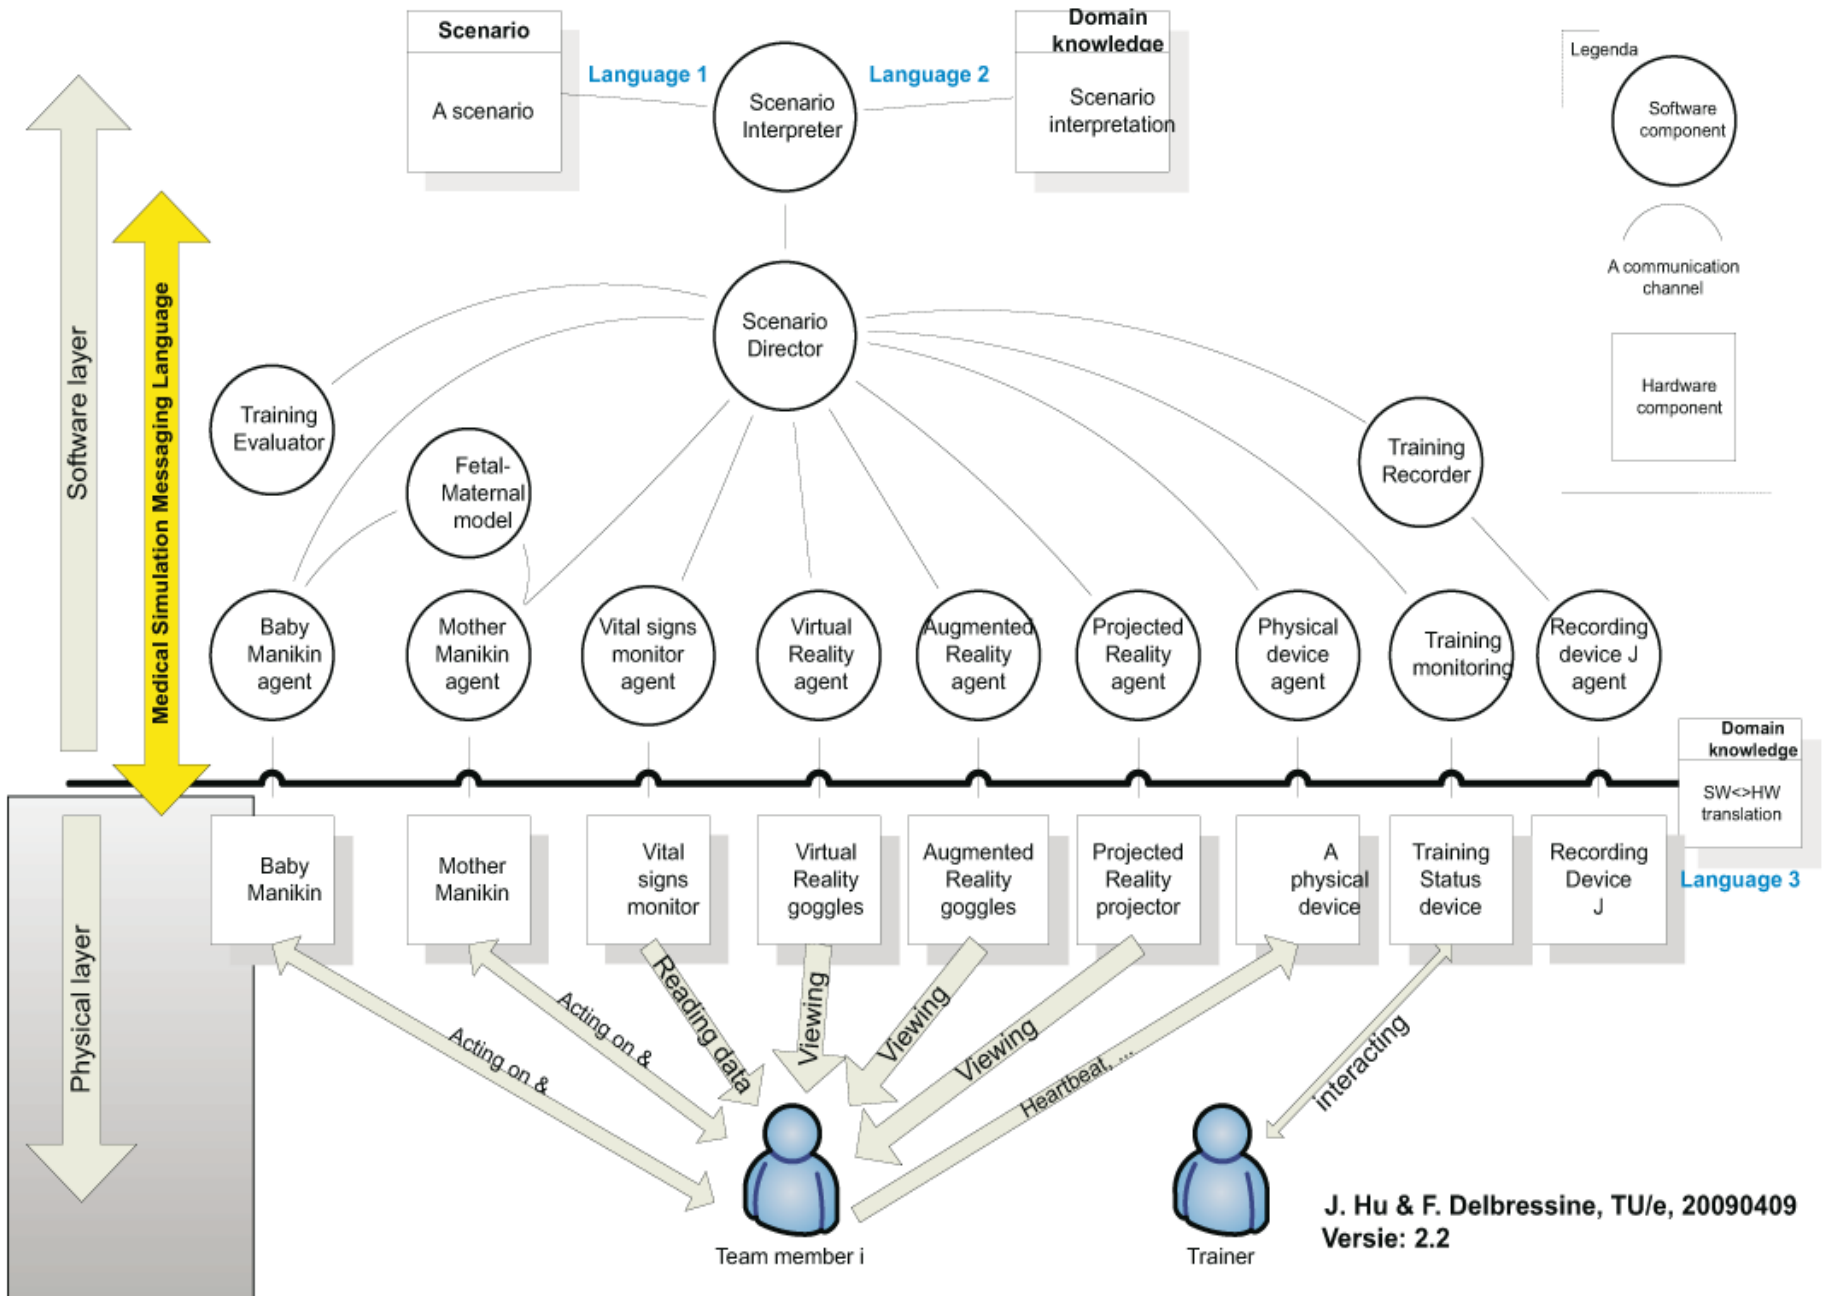 Scenario
A scenario
Language 1
Scenario
Interpreter
Language 2
Domain
knowledge
Scenario
interpretation
Legenda
Software
component
A communication
channel
Hardware
component
Software layer
Medical Simulation Messaging Language
Physical layer
Scenario
Director
Training
Evaluator
Fetal-
Maternal
model
Training
Recorder
Baby
Manikin
agent
Mother
Manikin
agent
Vital signs
monitor
agent
Virtual
Reality
agent
Augmented
Reality
agent
Projected
Reality
agent
Physical
device
agent
Training
monitoring
Recording
device J
agent
Domain
knowledge
SW<>HW
translation
Language 3
Baby
Manikin
Mother
Manikin
Vital
signs
monitor
Virtual
Reality
goggles
Augmented
Reality
goggles
Projected
Reality
projector
A
physical
device
Training
Status
device
Recording
Device
J
Acting on &
Acting on &
Reading data
Viewing
Viewing
Viewing
Heartbeat, ...
interacting
Team member i
Trainer
J. Hu & F. Delbressine, TU/e, 20090409
Versie: 2.2